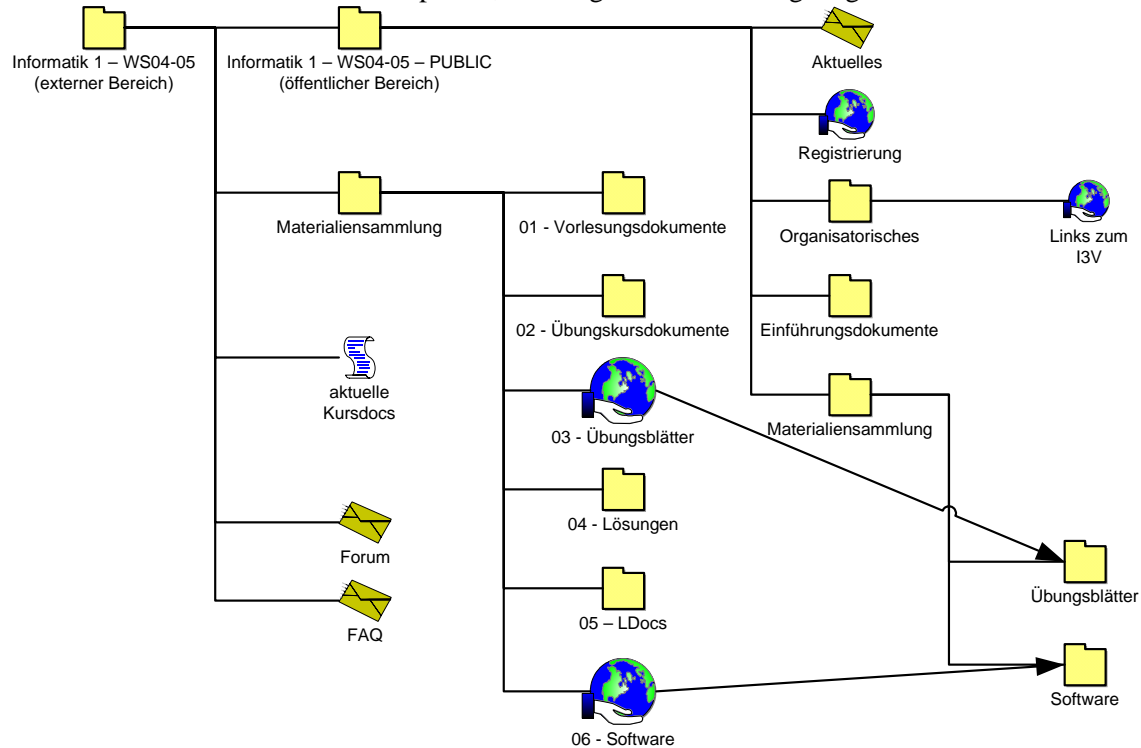 Informatik 1 – WS04-05
(externer Bereich)
Informatik 1 – WS04-05 – PUBLIC
(öffentlicher Bereich)
Aktuelles
Registrierung
Materialiensammlung
01 - Vorlesungsdokumente
Organisatorisches
Links zum
I3V
02 - Übungskursdokumente
Einführungsdokumente
aktuelle
Kursdocs
03 - Übungsblätter
Materialiensammlung
04 - Lösungen
Forum
Übungsblätter
05 – LDocs
FAQ
Software
06 - Software